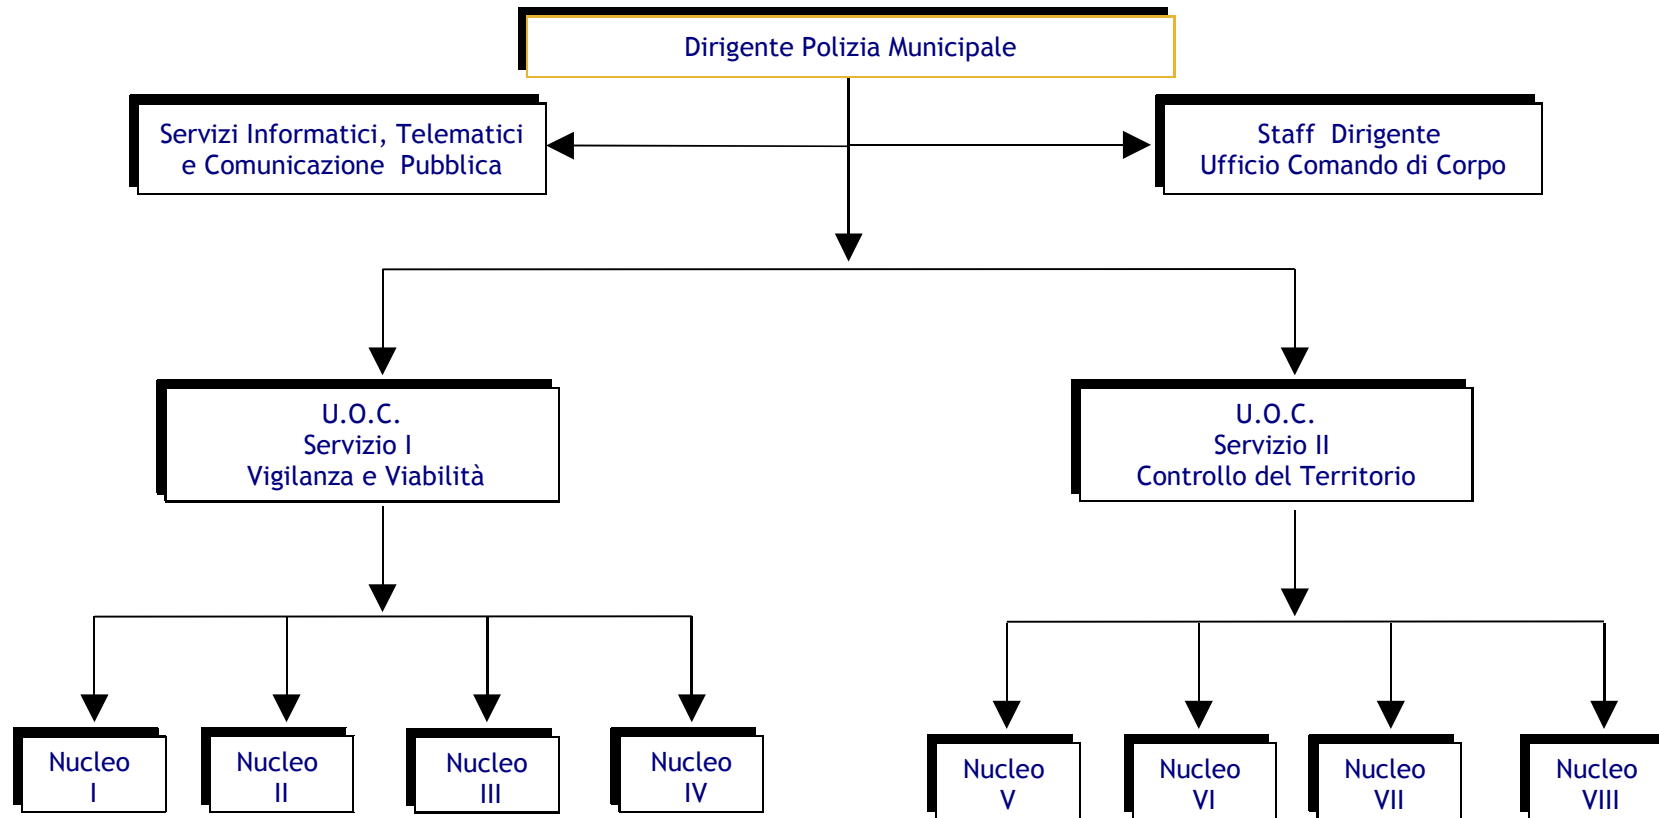 Dirigente Polizia Municipale
Servizi Informatici, Telematici
e Comunicazione Pubblica
Staff Dirigente
Ufficio Comando di Corpo
U.O.C.
Servizio I
Vigilanza e Viabilità
U.O.C.
Servizio II
Controllo del Territorio
Nucleo
I
Nucleo
II
Nucleo
III
Nucleo
IV
Nucleo
V
Nucleo
VI
Nucleo
VII
Nucleo
VIII